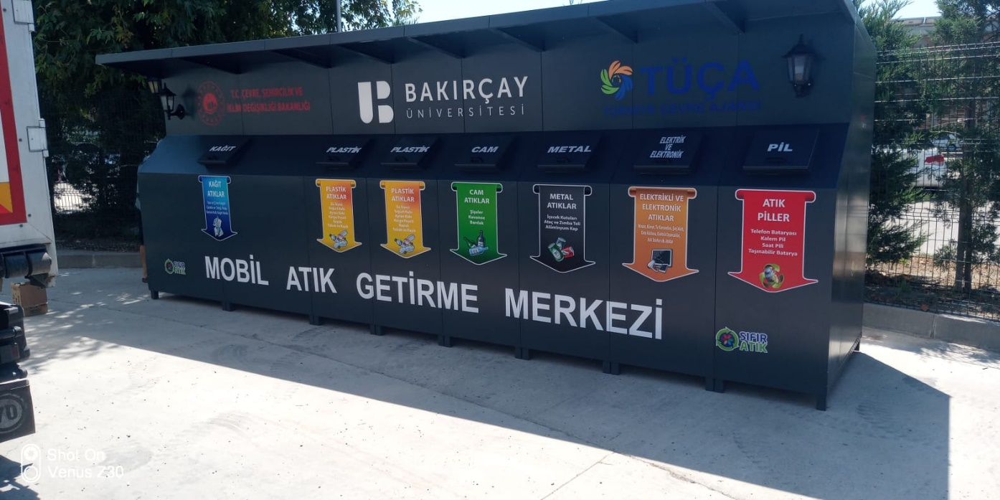 T.C. ÇEVRE, ŞEHİRCİLİK VE
İKLİM DEĞİŞİKLİĞİ BAKANLIĞI
BAKIRÇAY
ÜNİVERSİTESİ
TÜÇA
TÜRKİYE ÇEVRE AJANSI
KAĞIT
PLASTİK
PLASTİK
CAM
METAL
ELEKTRİK
VE
ELEKTRONİK
PİL
KAĞIT
ATIKLAR
PLASTİK
ATIKLAR
PLASTİK
ATIKLAR
CAM
ATIKLAR
Şişeler
Kavanoz
Bardak
METAL
ATIKLAR
İçecek Kutuları
Ataç ve Zımba Teli
Alüminyum Kap
ELEKTRİKLİ VE
ELEKTRONİK
ATIKLAR
ATIK
PİLLER
Telefon Bataryası
Kalem Pil
Saat Pili
Taşınabilir Batarya
SIFIR
ATIK
MOBİL ATIK GETİRME MERKEZİ
SIFIR
ATIK
70
Shot On
Venus Z30